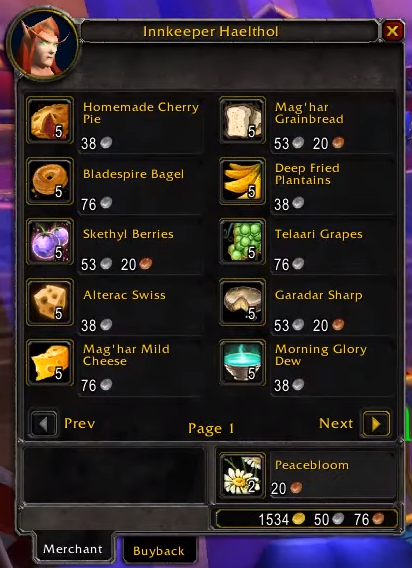 Innkeeper Haelthol
Homemade Cherry
Pie
5
38
Mag'har
Grainbread
5
53 20
Bladespire Bagel
5
76
Deep Fried
Plantains
5
38
Skethyl Berries
5
53 20
Telaari Grapes
5
76
Alterac Swiss
5
38
Garadar Sharp
5
53 20
Mag'har Mild
Cheese
5
76
Morning Glory
Dew
5
38
Prev
Page 1
Next
Peacebloom
2
20
1534 50 76
Merchant
Buyback